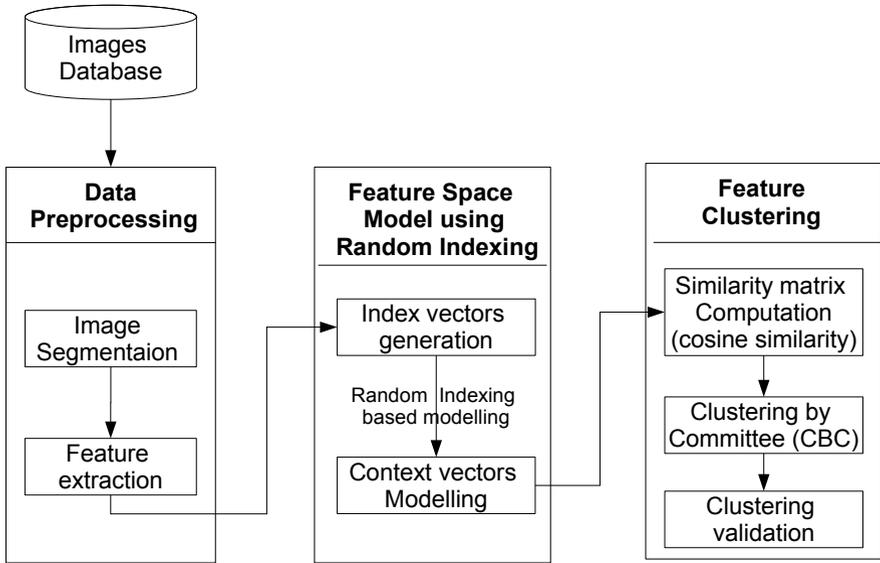 Images
Database
Data
Preprocessing
Image
Segmentaion
Feature
extraction
Feature Space
Model using
Random Indexing
Index vectors
generation
Random Indexing
based modelling
Context vectors
Modelling
Feature
Clustering
Similarity matrix
Computation
(cosine similarity)
Clustering by
Committee (CBC)
Clustering
validation